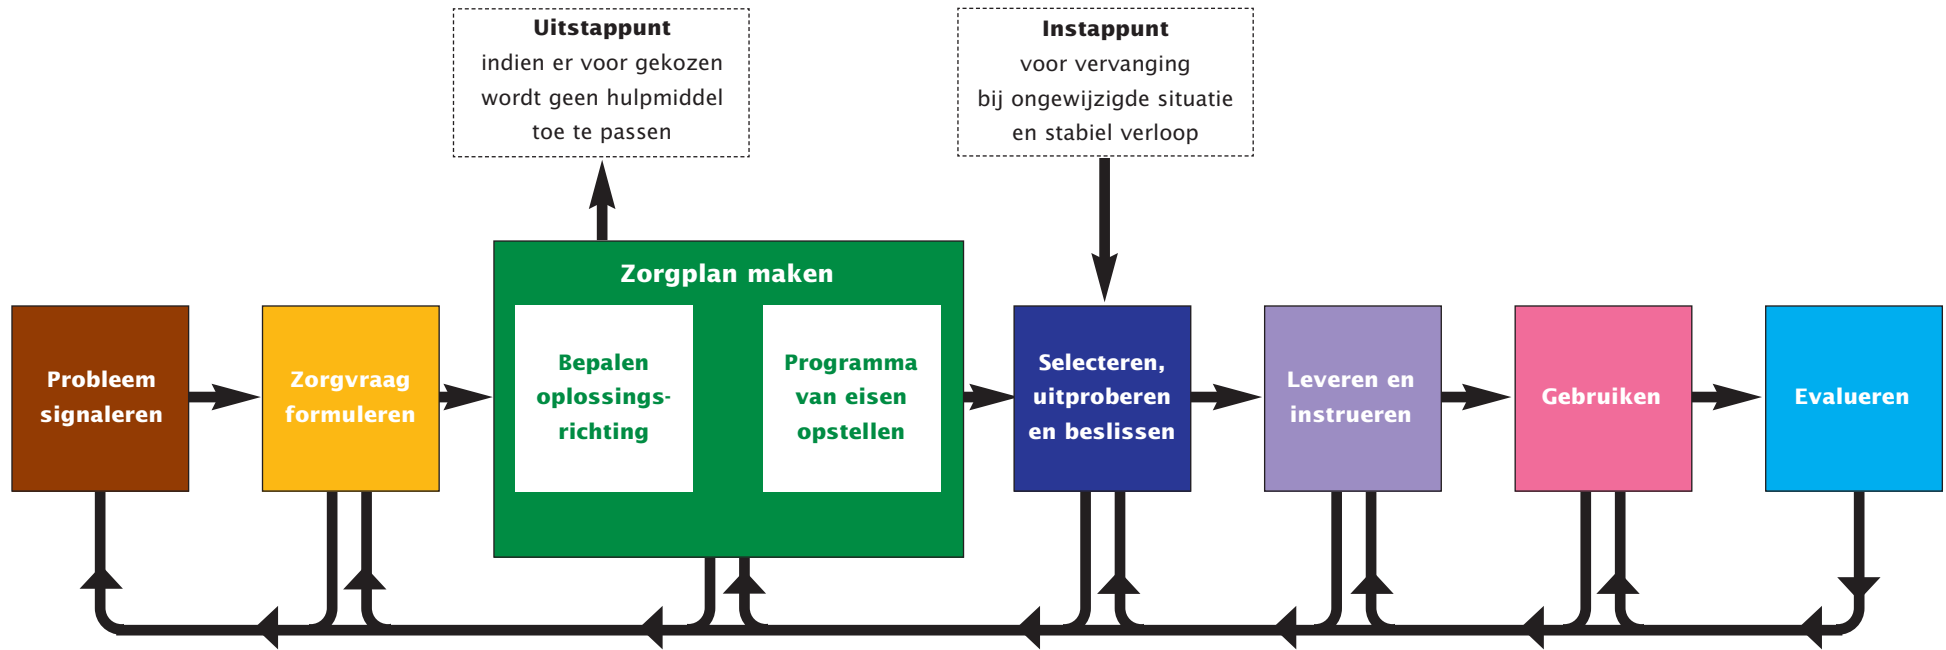 Uitstappunt
indien er voor gekozen
wordt geen hulpmiddel
toe te passen
Instappunt
voor vervanging
bij ongewijzigde situatie
en stabiel verloop
Probleem
signaleren
Zorgvraag
formuleren
Zorgplan maken
Bepalen
oplossings-
richting
Programma
van eisen
opstellen
Selecteren,
uitproberen
en beslissen
Leveren en
instrueren
Gebruiken
Evalueren